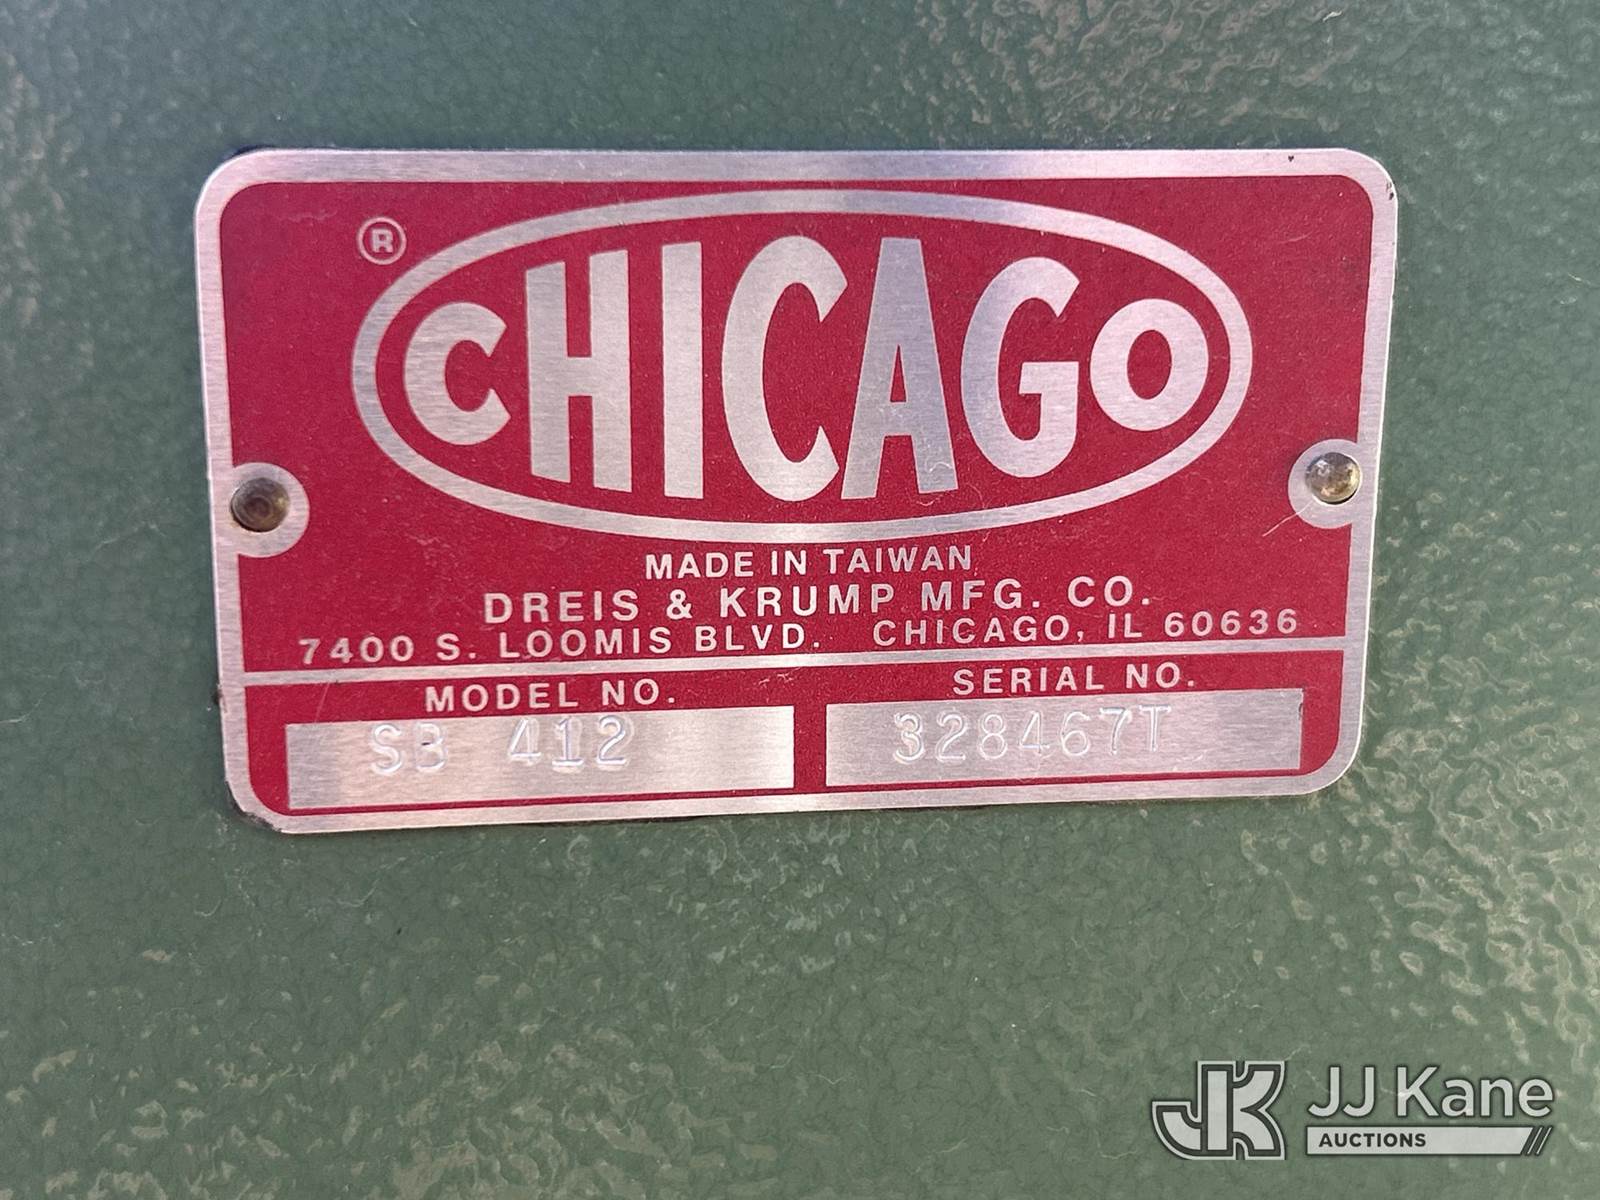 ®
CHICAGO
MADE IN TAIWAN
DREIS & KRUMP MFG. CO.
7400 S. LOOMIS BLVD. CHICAGO, IL 60636
MODEL NO. SERIAL NO.
SB 412 328467T
JK JJ Kane
AUCTIONS